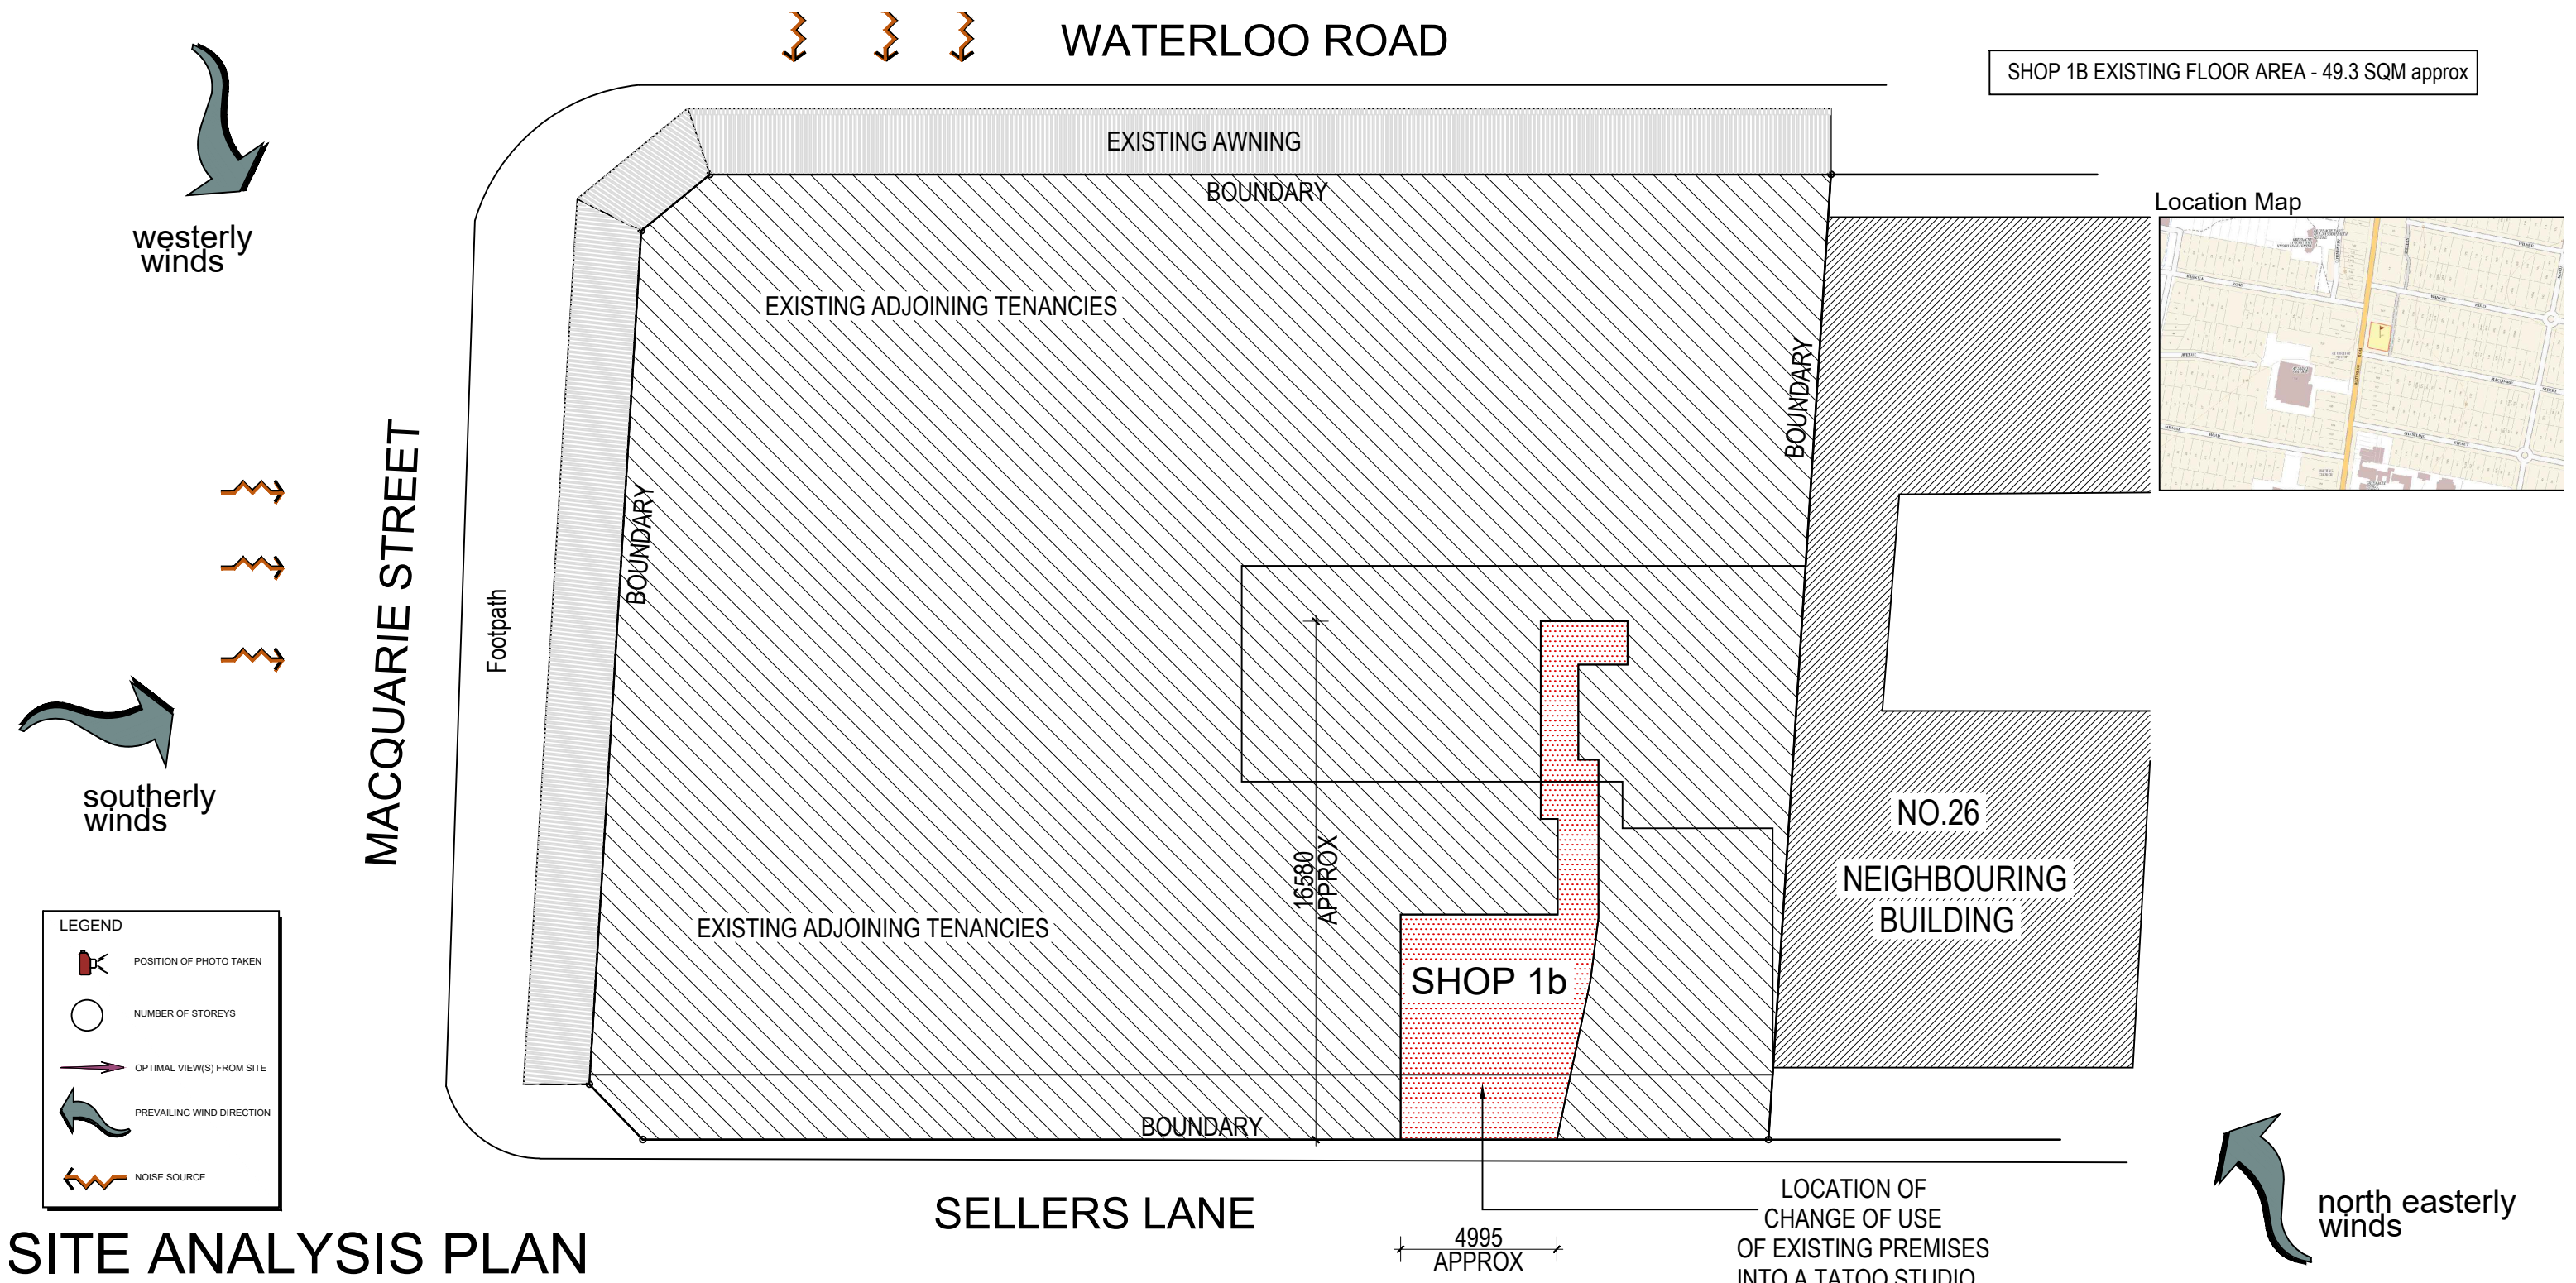 WATERLOO ROAD
SHOP 1B EXISTING FLOOR AREA - 49.3 SQM approx
EXISTING AWNING
BOUNDARY
Location Map
westerly
winds
EXISTING ADJOINING TENANCIES
BOUNDARY
BOUNDARY
MACQUARIE STREET
Footpath
southerly
winds
16580
APPROX
NO.26
NEIGHBOURING
BUILDING
EXISTING ADJOINING TENANCIES
SHOP 1b
LEGEND
POSITION OF PHOTO TAKEN
NUMBER OF STOREYS
OPTIMAL VIEW(S) FROM SITE
PREVAILING WIND DIRECTION
NOISE SOURCE
BOUNDARY
SELLERS LANE
4995
APPROX
LOCATION OF
CHANGE OF USE
OF EXISTING PREMISES
INTO A TATOO STUDIO
north easterly
winds
SITE ANALYSIS PLAN